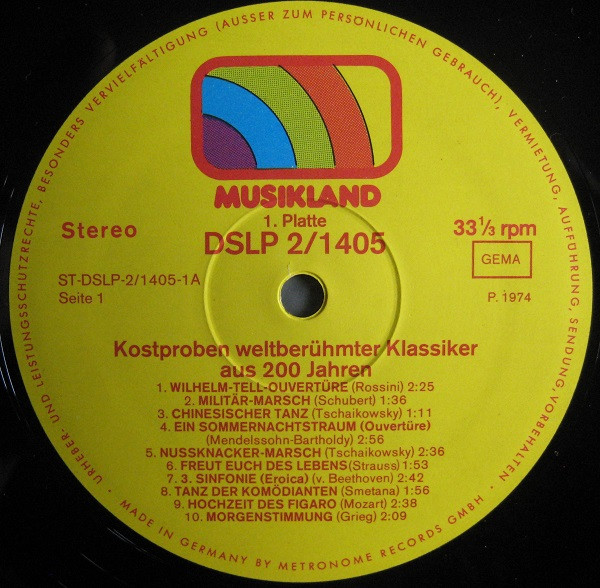 URHEBER- UND LEISTUNGSSCHUTZRECHTE, BESONDERS VERVIELFÄLTIGUNG (AUSSER ZUM PERSÖNLICHEN GEBRAUCH), VERMIETUNG, AUFFÜHRUNG, SENDUNG, VORBEHALTEN.
MUSIKLAND
1. Platte
Stereo
DSLP 2/1405
33 1/3 rpm
GEMA
ST-DSLP-2/1405-1A
Seite 1
P. 1974
Kostproben weltberühmter Klassiker
aus 200 Jahren
1. WILHELM-TELL-OUVERTÜRE (Rossini) 2:25
2. MILITÄR-MARSCH (Schubert) 1:36
3. CHINESISCHER TANZ (Tschaikowsky) 1:11
4. EIN SOMMERNACHTSTRAUM (Ouvertüre)
(Mendelssohn-Bartholdy) 2:56
5. NUSSKNACKER-MARSCH (Tschaikowsky) 2:36
6. FREUT EUCH DES LEBENS(Strauss) 1:53
7. 3. SINFONIE (Eroica) (v. Beethoven) 2:42
8. TANZ DER KOMÖDIANTEN (Smetana) 1:56
9. HOCHZEIT DES FIGARO (Mozart) 2:38
10. MORGENSTIMMUNG (Grieg) 2:09
• MADE IN GERMANY BY METRONOME RECORDS GMBH •